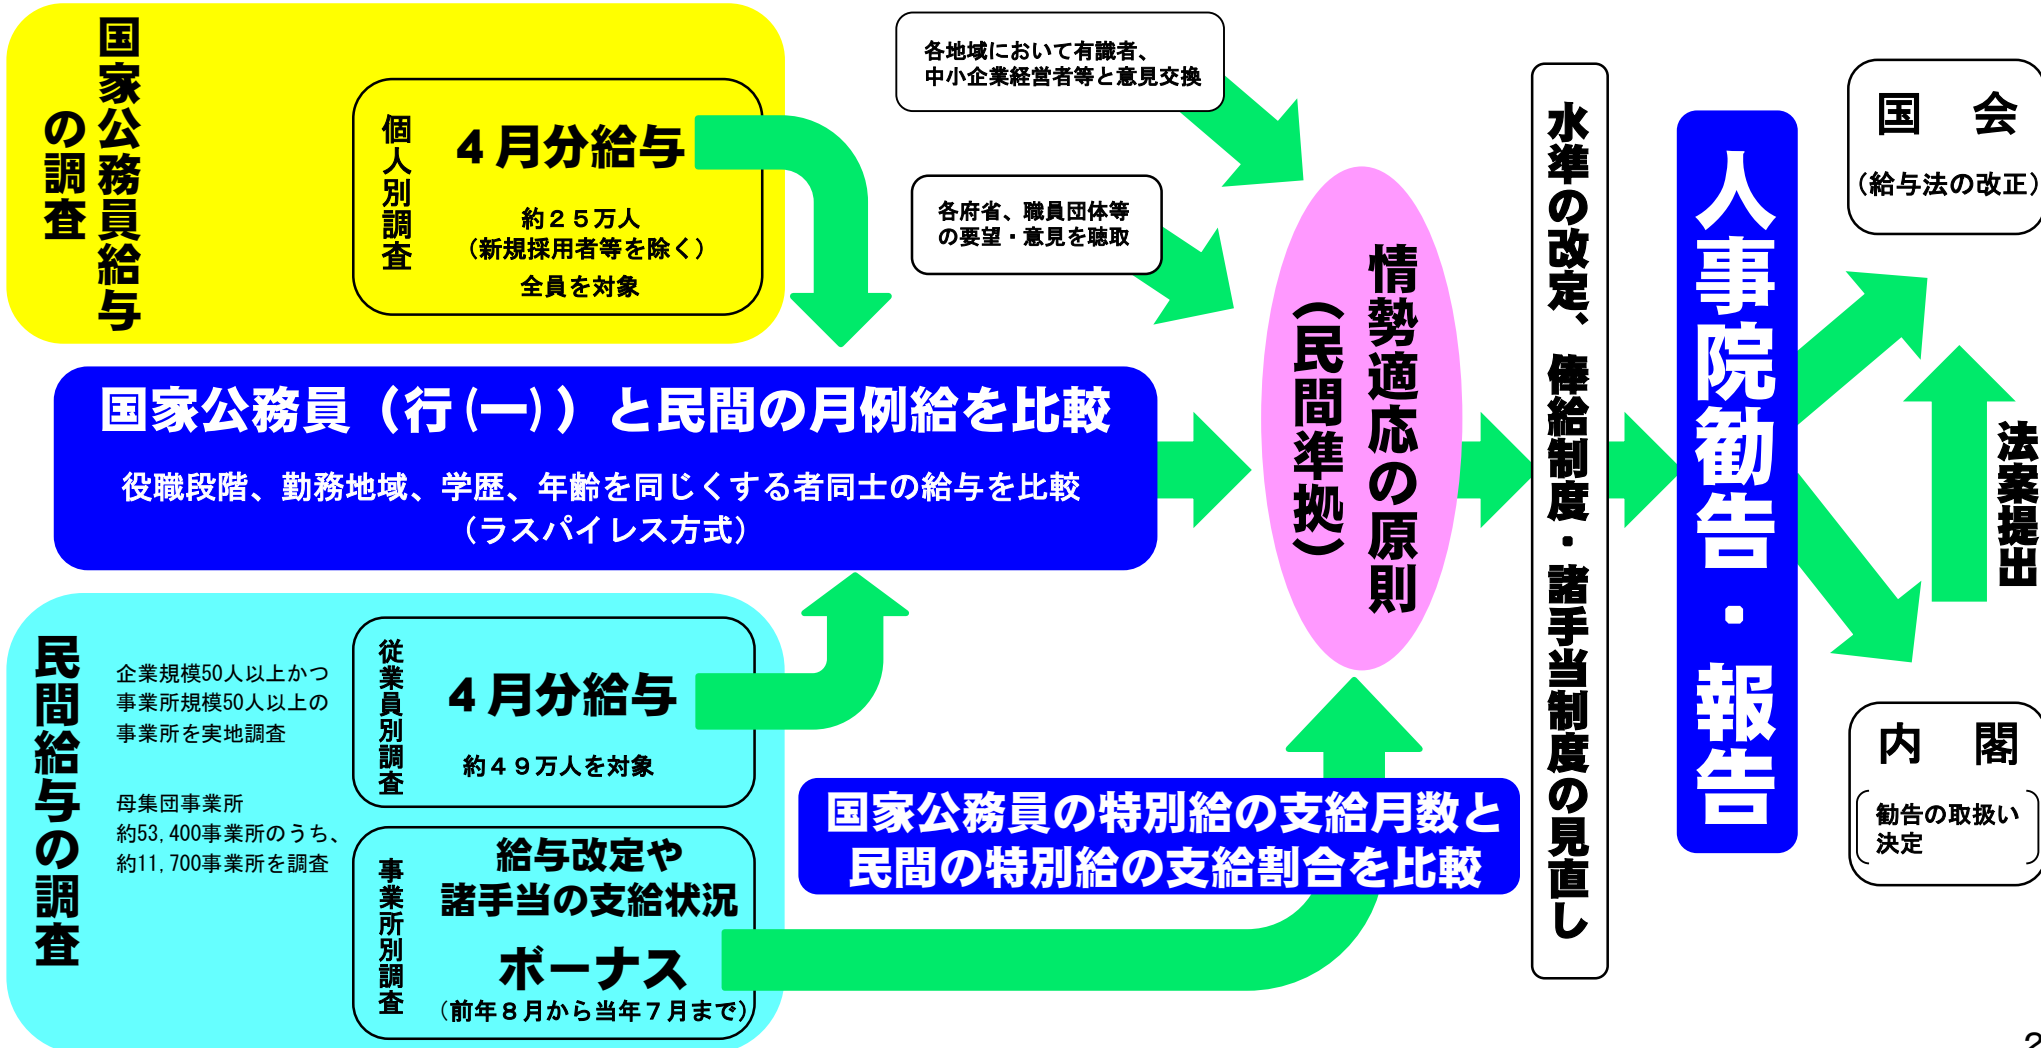 国家公務員給与
の調査
個人別調査
４月分給与
約２５万人
（新規採用者等を除く）
全員を対象
国家公務員（行(一)）と民間の月例給を比較
役職段階、勤務地域、学歴、年齢を同じくする者同士の給与を比較
（ラスパイレス方式）
民間給与の調査
企業規模50人以上かつ
事業所規模50人以上の
事業所を実地調査
母集団事業所
約53,400事業所のうち、
約11,700事業所を調査
従業員別調査
４月分給与
約４９万人を対象
事業所別調査
給与改定や
諸手当の支給状況
ボーナス
（前年８月から当年７月まで）
国家公務員の特別給の支給月数と
民間の特別給の支給割合を比較
各地域において有識者、
中小企業経営者等と意見交換
各府省、職員団体等
の要望・意見を聴取
情勢適応の原則
（民間準拠）
水準の改定、俸給制度・諸手当制度の見直し
人事院勧告・報告
国　会
（給与法の改正）
法案提出
内　閣
勧告の取扱い
決定
2